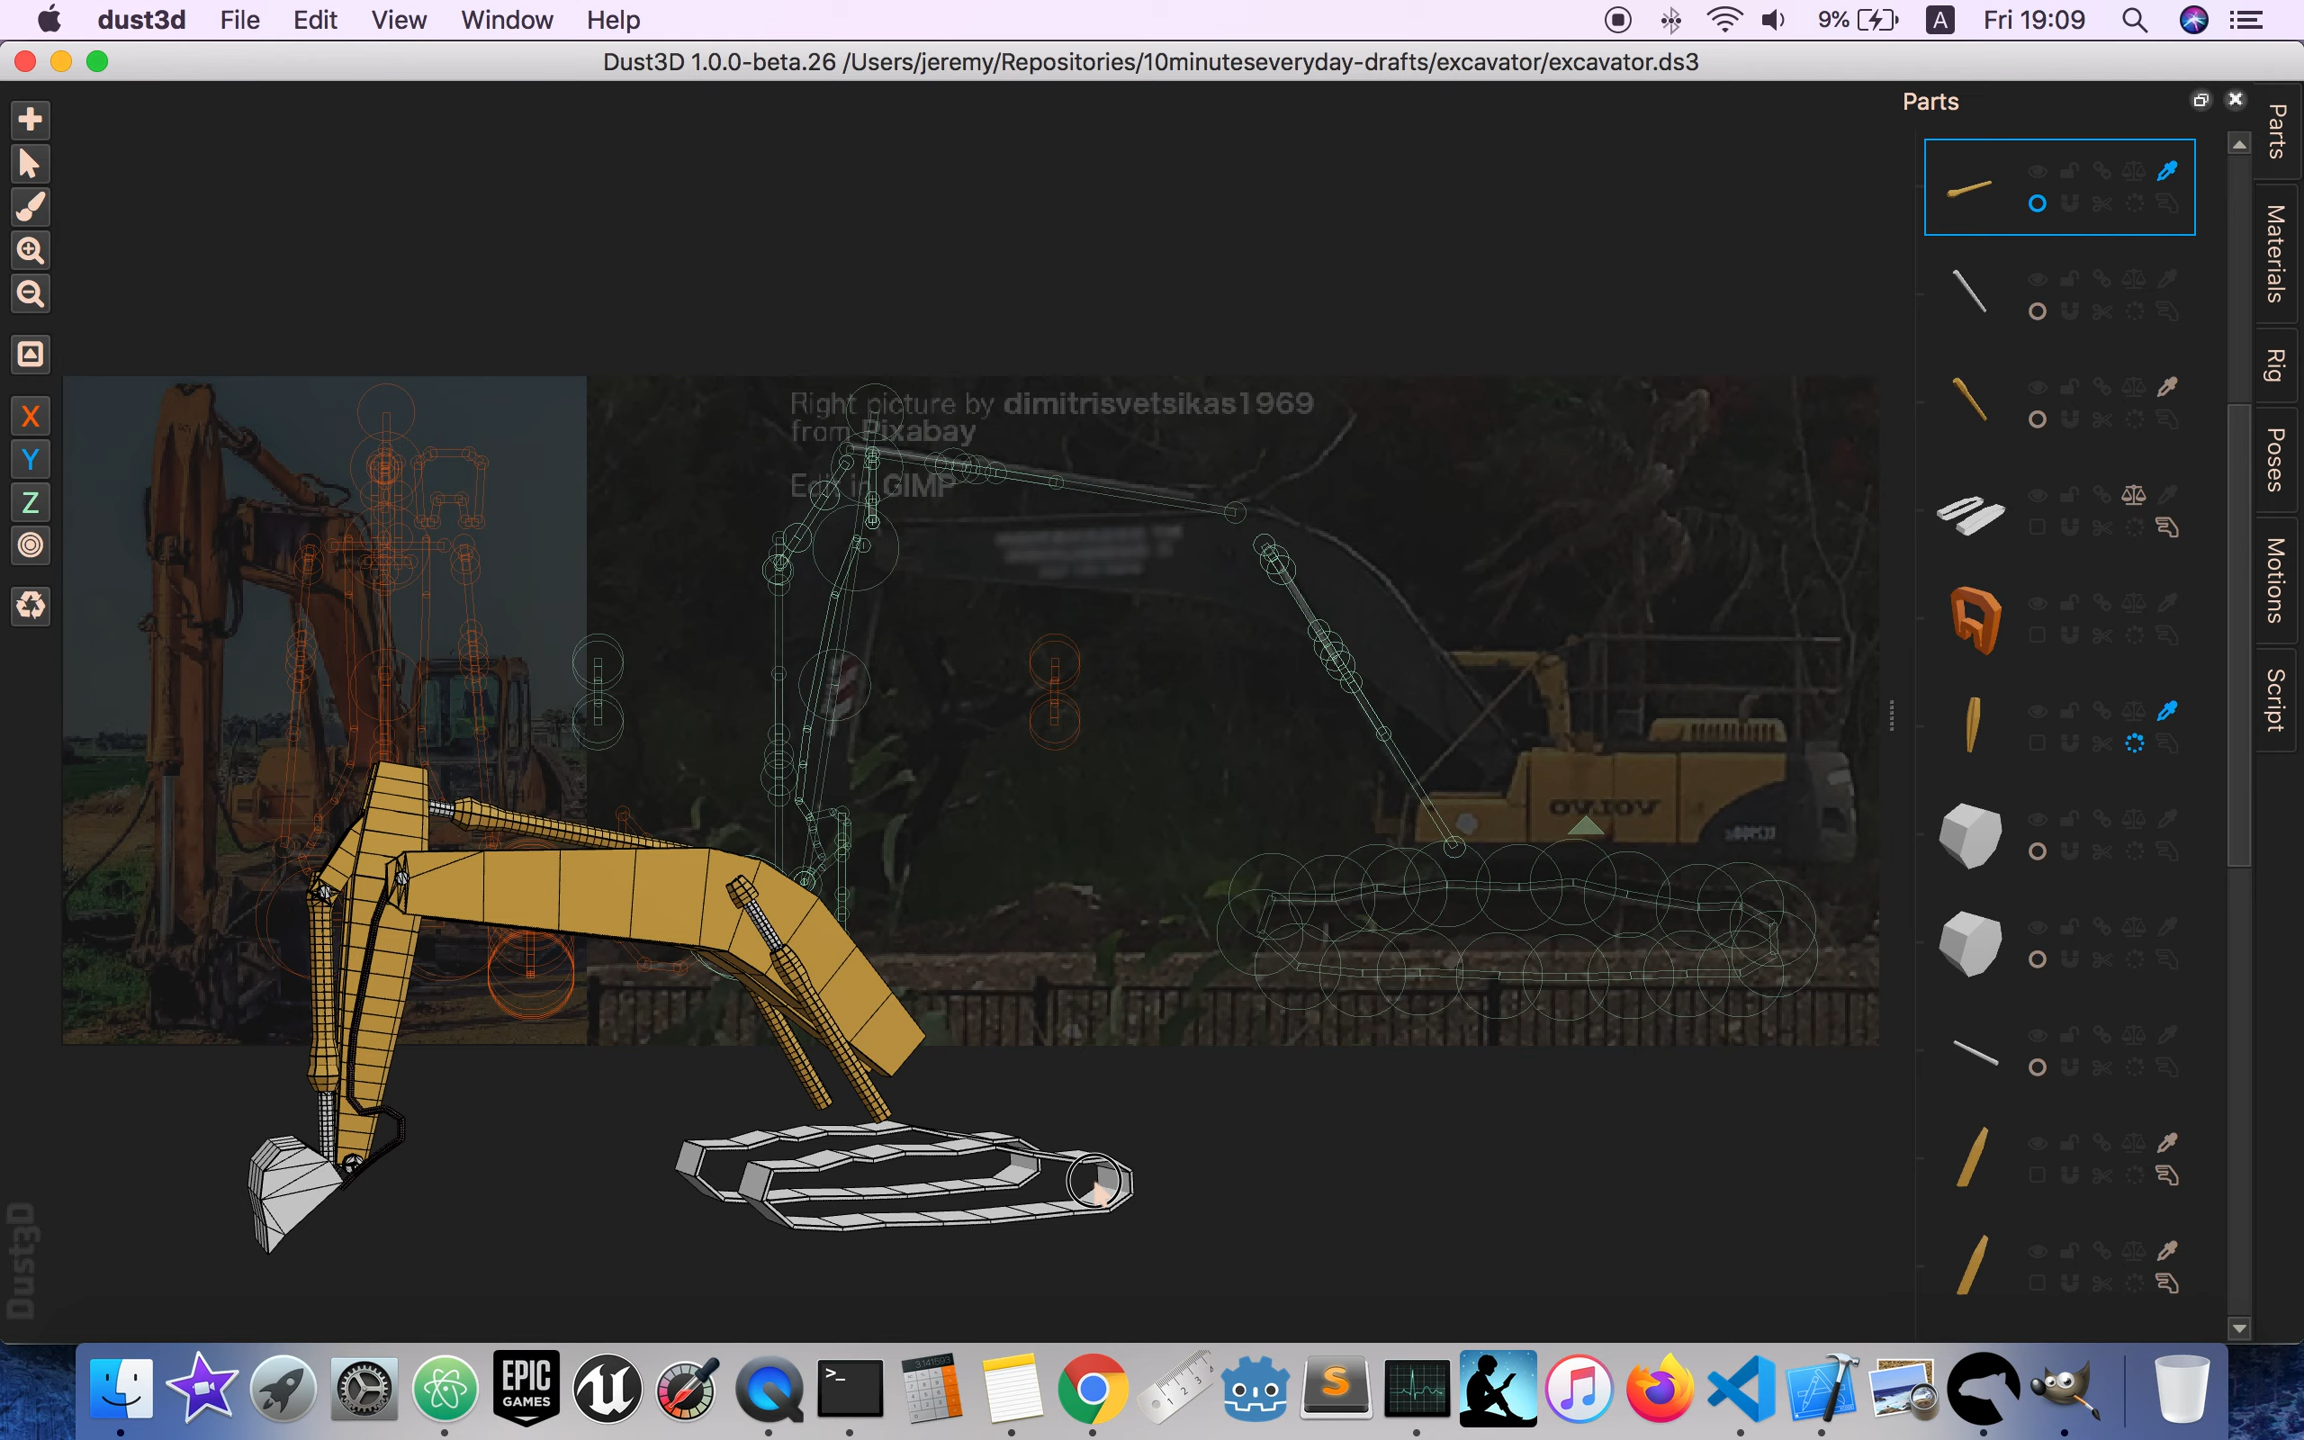 dust3d File Edit View Window Help 9% A Fri 19:09
Dust3D 1.0.0-beta.26 /Users/jeremy/Repositories/10minuteseveryday-drafts/excavator/excavator.ds3
Parts
Parts
Materials
Rig
Poses
Motions
Script
X
Y
Z
Right picture by dimitrisvetsikas1969
from Pixabay
Edit in GIMP
Dust3D
EPIC
GAMES
3.141593